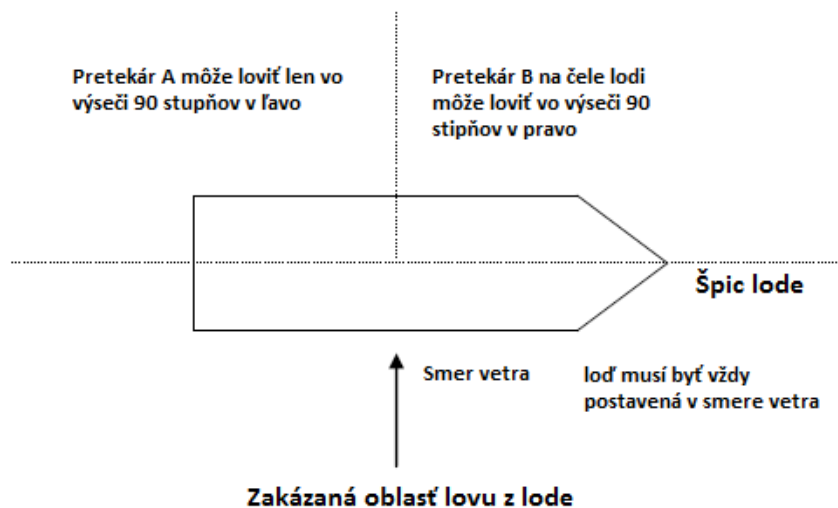 Pretekár A môže loviť len vo
výseči 90 stupňov v ľavo
Pretekár B na čele lodi
môže loviť vo výseči 90
stipňov v pravo
Špic lode
Smer vetra
loď musí byť vždy
postavená v smere vetra
Zakázaná oblasť lovu z lode